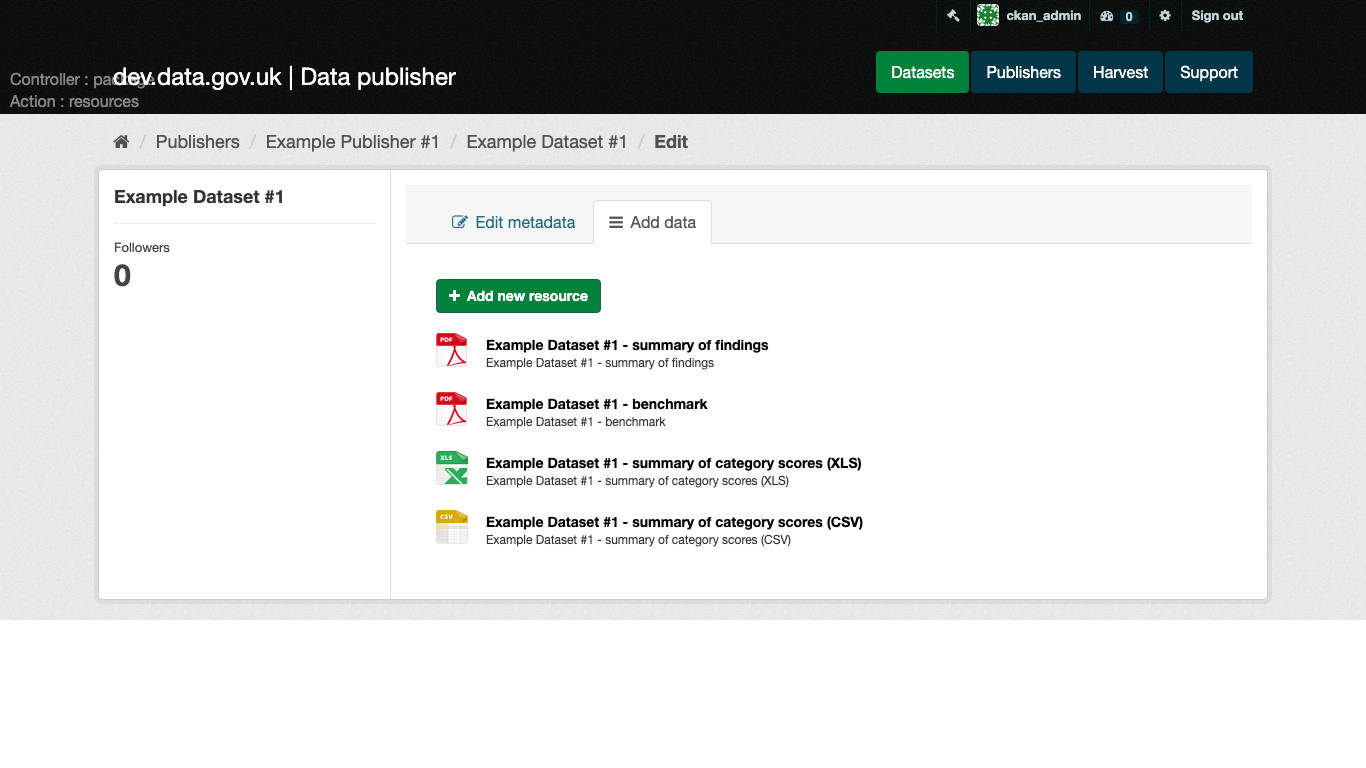 ckan_admin 0 Sign out
Controller : package
dev.data.gov.uk | Data publisher
Datasets Publishers Harvest Support
Action : resources
/ Publishers / Example Publisher #1 / Example Dataset #1 / Edit
Example Dataset #1
Followers
0
Edit metadata Add data
Add new resource
PDF
Example Dataset #1 - summary of findings
Example Dataset #1 - summary of findings
PDF
Example Dataset #1 - benchmark
Example Dataset #1 - benchmark
XLS
Example Dataset #1 - summary of category scores (XLS)
Example Dataset #1 - summary of category scores (XLS)
CSV
Example Dataset #1 - summary of category scores (CSV)
Example Dataset #1 - summary of category scores (CSV)